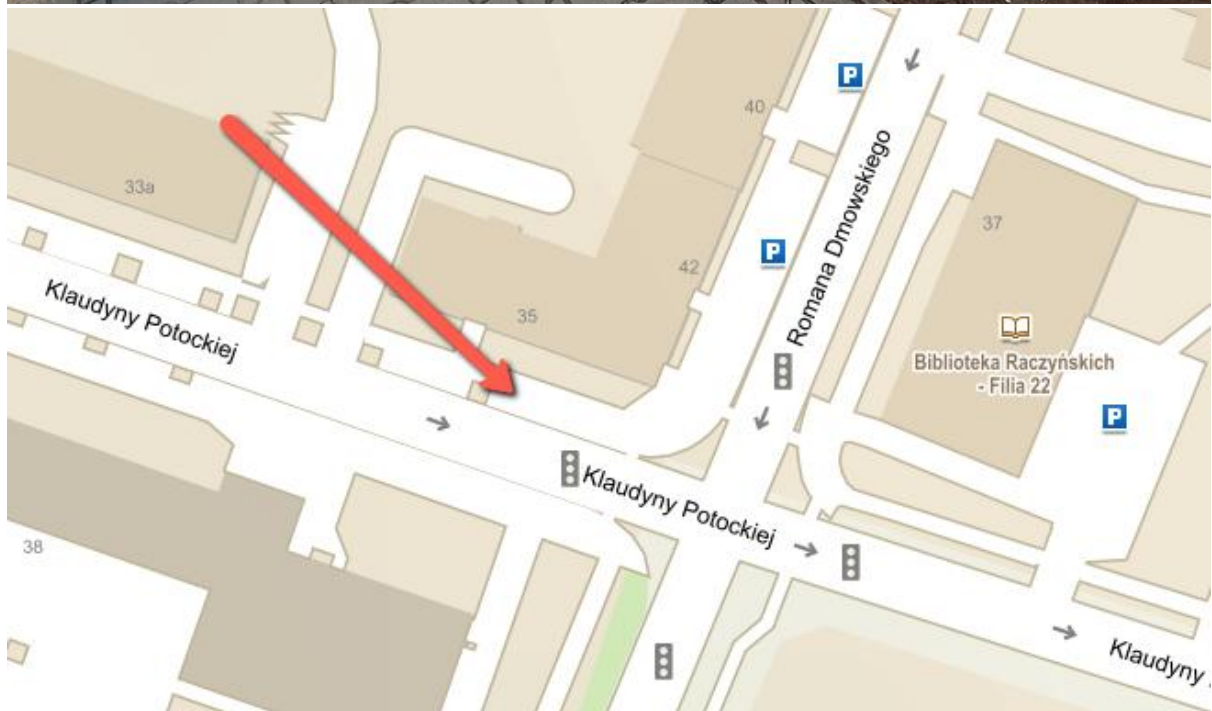 40
P
33a
Romana Dmowskiego
37
P
42
Klaudyny Potockiej
35
Biblioteka Raczyńskich
- Filia 22
P
Klaudyny Potockiej
38
Klaudyny